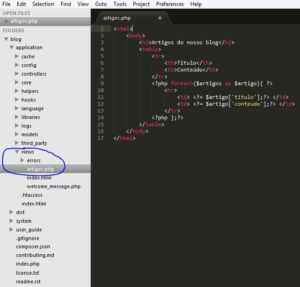 File Edit Selection Find View Goto Tools Project Preferences Help
OPEN FILES
artigos.php
FOLDERS
blog
application
cache
config
controllers
core
helpers
hooks
language
libraries
logs
models
third_party
views
errors
artigos.php
index.html
welcome_message.php
.htaccess
index.html
dist
system
user_guide
.gitignore
composer.json
contributing.md
index.php
license.txt
readme.rst
artigos.php
1 <html>
2 <body>
3 <h2>Artigos do nosso blog</h2>
4 <table>
5 <tr>
6 <th>Título</th>
7 <th>Conteúdo</th>
8 </tr>
9 <?php foreach($artigos as $artigo){ ?>
10 <tr>
11 <td> <?= $artigo['titulo'];?> </td>
12 <td> <?= $artigo['conteudo'];?> </td>
13 </tr>
14 <?php };?>
15 </table>
16 </body>
17 </html>